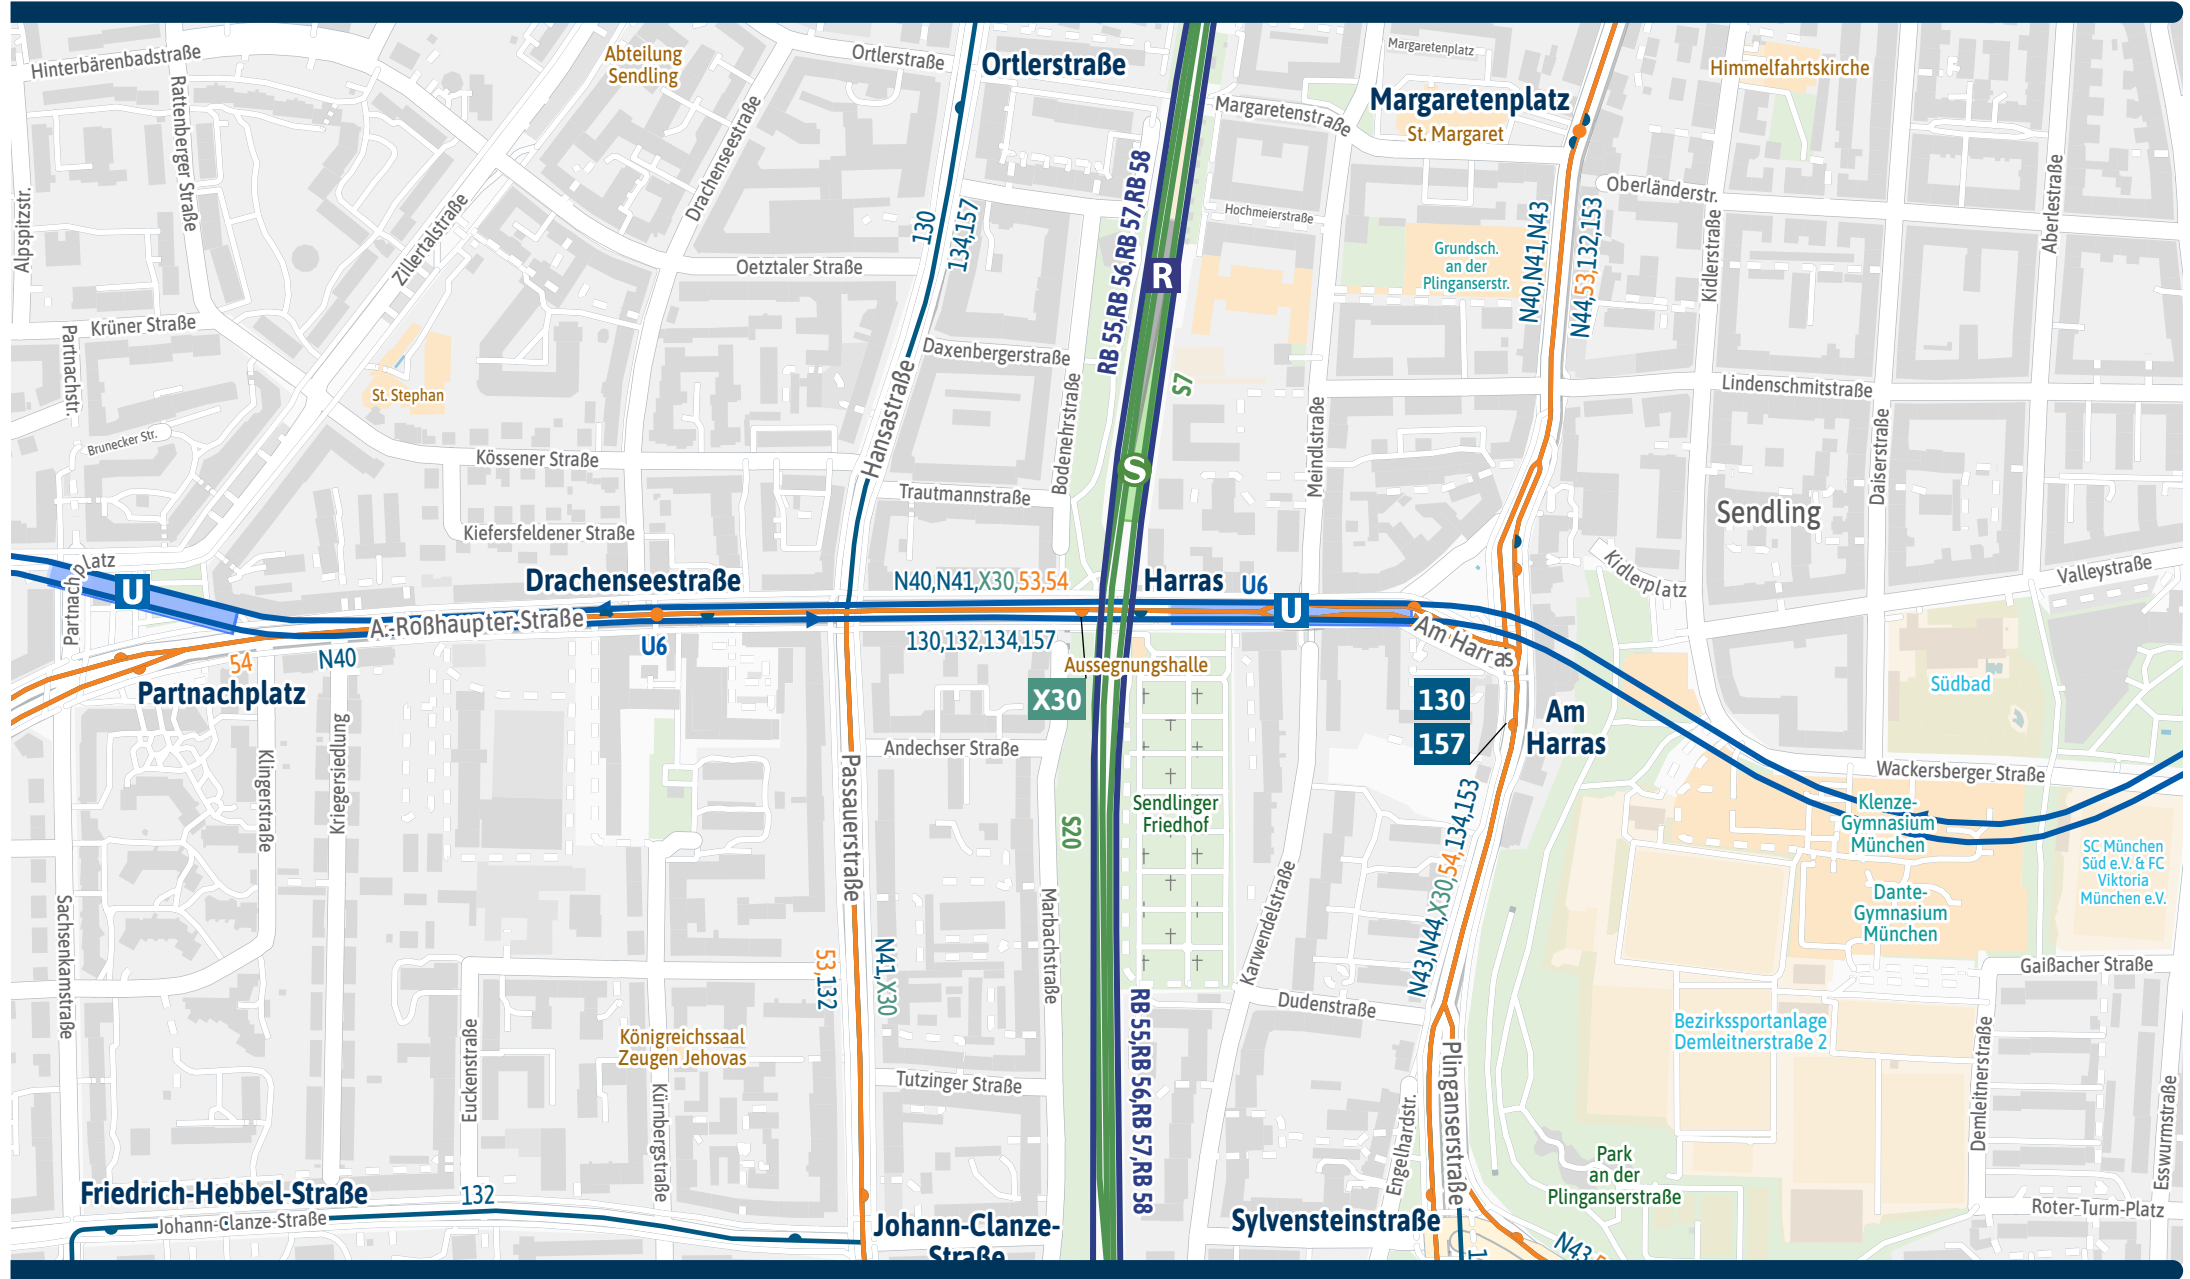 Hinterbärenbadstraße
Rattenberger Straße
Alpspitzstr.
Abteilung
Sendling
Drachenseestraße
Zillertalstraße
Ortlerstraße
Ortlerstraße
Margaretenplatz
Margaretenplatz
St. Margaret
Margaretenstraße
Himmelfahrtskirche
Oberländerstr.
Aberlestraße
Kidlerstraße
Hochmeierstraße
130
134,157
RB 55,RB 56,RB 57,RB 58
R
Grundsch.
an der
Plinganserstr.
N40,N41,N43
N44,53,132,153
Oetztaler Straße
Krüner Straße
Partnachstr.
St. Stephan
Brunecker Str.
Daxenbergerstraße
Hansastraße
Bodenehrstraße
S7
Meindlstraße
Lindenschmitstraße
Daiserstraße
Kössener Straße
S
Trautmannstraße
Kiefersfeldener Straße
Sendling
Kidlerplatz
Valleystraße
Partnachplatz
Partnachplatz
U
Drachenseestraße
N40,N41,X30,53,54
Harras
U6
U
A.-Roßhaupter-Straße
U6
130,132,134,157
Am Harras
54
N40
Partnachplatz
Aussegnungshalle
X30
130
157
Am
Harras
Südbad
Wackersberger Straße
Klenze-
Gymnasium
München
Andechser Straße
Klingerstraße
Kriegersiedlung
Passauerstraße
S20
Sendlinger
Friedhof
N43,N44,X30,54,134,153
SC München
Süd e.V. & FC
Viktoria
München e.V.
Dante-
Gymnasium
München
Sachsenkamstraße
Marbachstraße
Karwendelstraße
53,132
N41,X30
Gaißacher Straße
Dudenstraße
RB 55,RB 56,RB 57,RB 58
Euckenstraße
Königreichssaal
Zeugen Jehovas
Kürnbergstraße
Tutzinger Straße
Engelhardstr.
Plinganserstraße
Bezirkssportanlage
Demleitnerstraße 2
Demleitnerstraße
Esswurmstraße
Park
an der
Plinganserstraße
Friedrich-Hebbel-Straße
132
Johann-Clanze-Straße
Johann-Clanze-
Straße
Sylvensteinstraße
Roter-Turm-Platz
N43,